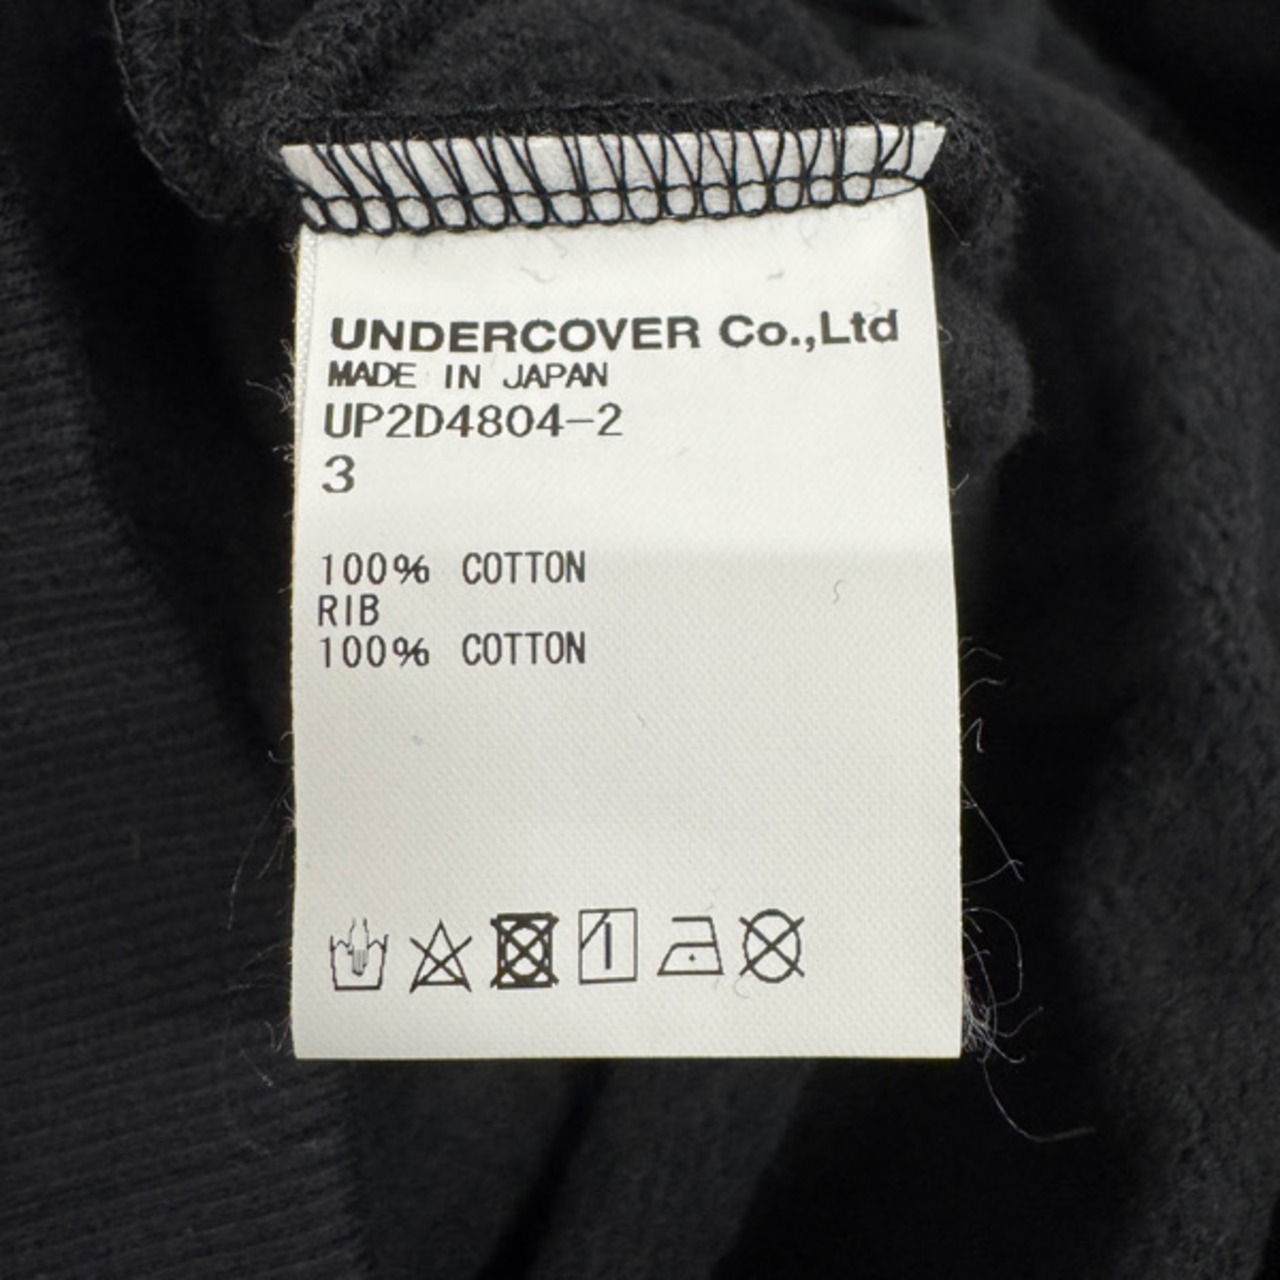 UNDERCOVER Co.,Ltd
MADE IN JAPAN
UP2D4804-2
3
100% COTTON
RIB
100% COTTON